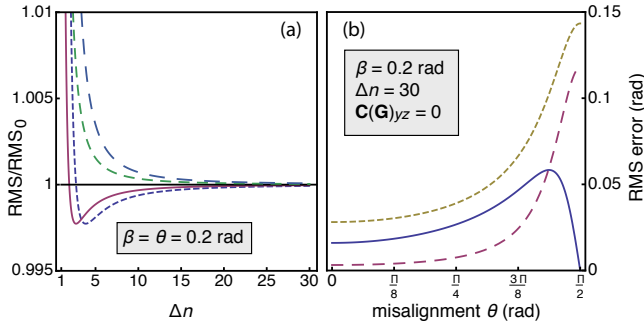 1.01
(a)
1.005
1
0.995
RMS/RMS0
β = θ = 0.2 rad
1 5 10 15 20 25 30
Δn
(b)
0.15
β = 0.2 rad
Δn = 30
C(G)yz = 0
0.1
0.05
0
RMS error (rad)
0 π/8 π/4 3π/8 π/2
misalignment θ (rad)